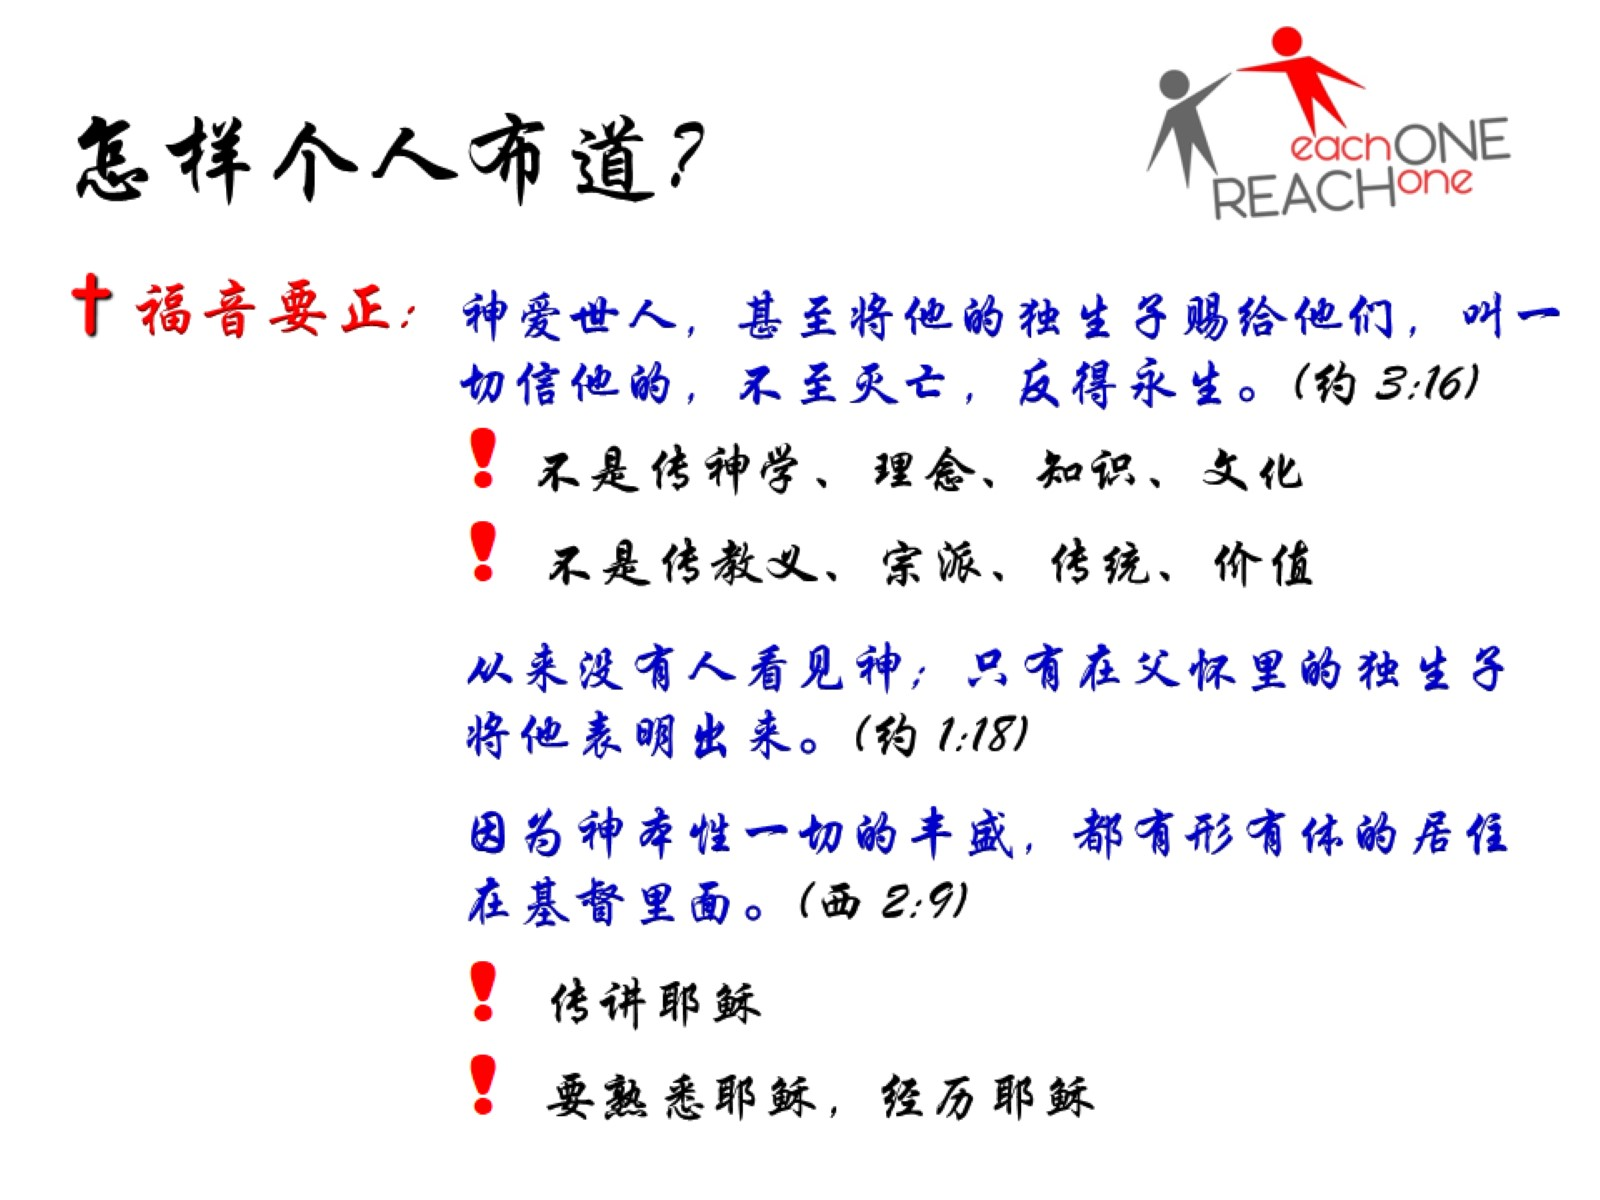 怎样个人布道?
eachONE
REACHone
福音要正:
神爱世人，甚至将他的独生子赐给他们，叫一
切信他的，不至灭亡，反得永生。(约 3:16)
! 不是传神学、理念、知识、文化
! 不是传教义、宗派、传统、价值
从来没有人看见神；只有在父怀里的独生子
将他表明出来。(约 1:18)
因为神本性一切的丰盛，都有形有体的居住
在基督里面。(西 2:9)
! 传讲耶稣
! 要熟悉耶稣，经历耶稣